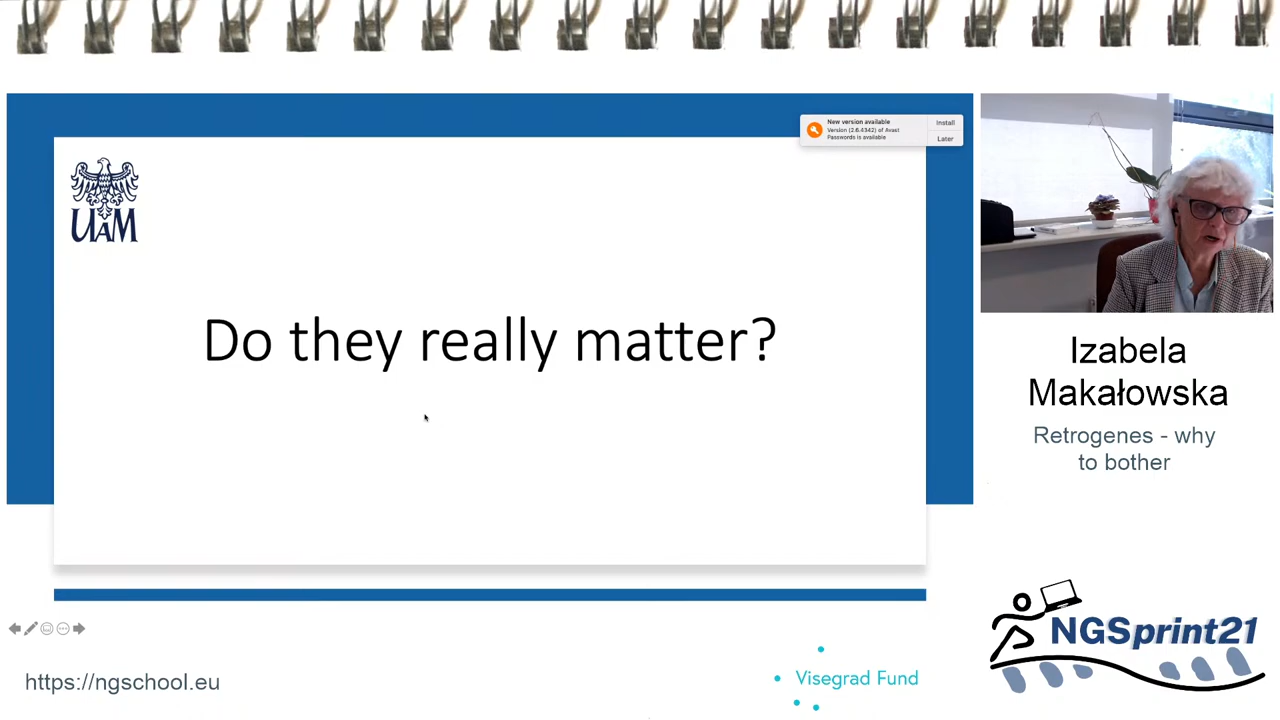 New version available
Install
Version (2.6.4342) of Avast
Passwords is available
Later
UAM
Do they really matter?
Izabela
Makałowska
Retrogenes - why
to bother
NGSprint21
https://ngschool.eu
Visegrad Fund